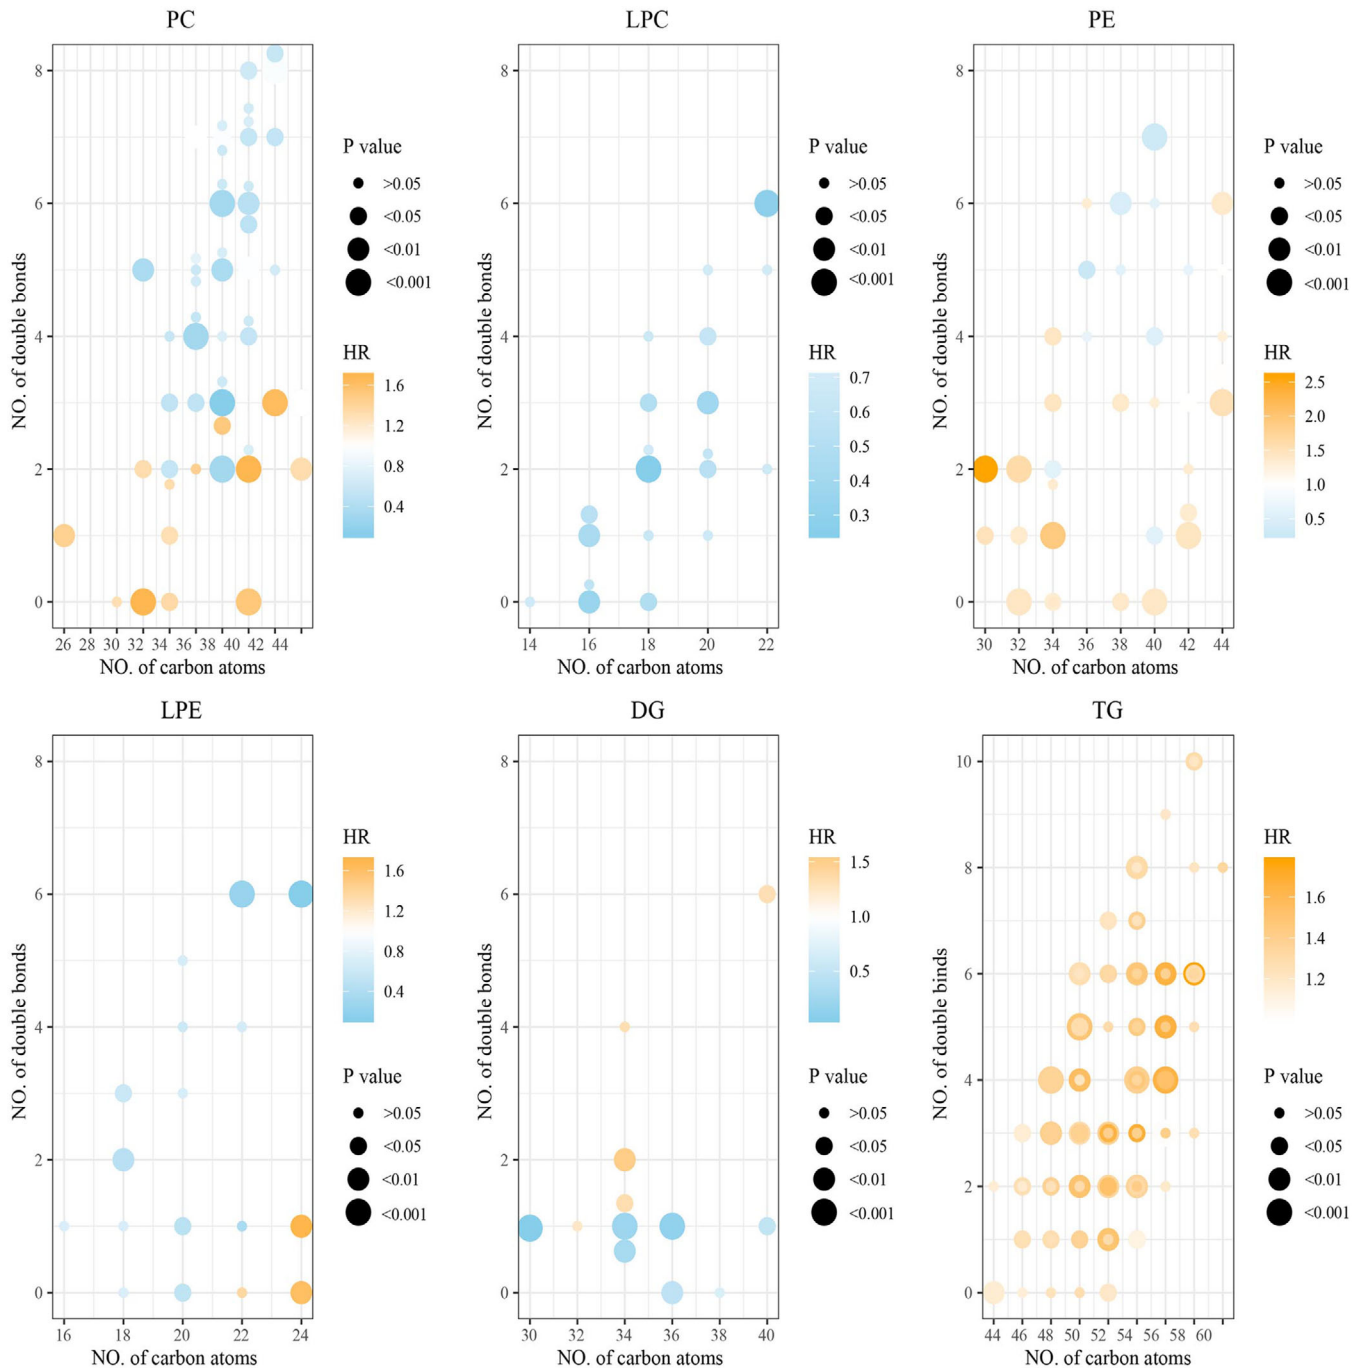 PC
8
6
4
2
0
NO. of double bonds
26 28 30 32 34 36 38 40 42 44
NO. of carbon atoms
P value
>0.05
<0.05
<0.01
<0.001
HR
1.6
1.2
0.8
0.4
LPC
8
6
4
2
0
NO. of double bonds
14 16 18 20 22
NO. of carbon atoms
P value
>0.05
<0.05
<0.01
<0.001
HR
0.7
0.6
0.5
0.4
0.3
PE
8
6
4
2
0
NO. of double bonds
30 32 34 36 38 40 42 44
NO. of carbon atoms
P value
>0.05
<0.05
<0.01
<0.001
HR
2.5
2.0
1.5
1.0
0.5
LPE
8
6
4
2
0
NO. of double bonds
16 18 20 22 24
NO. of carbon atoms
HR
1.6
1.2
0.8
0.4
P value
>0.05
<0.05
<0.01
<0.001
DG
8
6
4
2
0
NO. of double bonds
30 32 34 36 38 40
NO. of carbon atoms
HR
1.5
1.0
0.5
P value
>0.05
<0.05
<0.01
<0.001
TG
10
8
6
4
2
0
NO. of double binds
44 46 48 50 52 54 56 58 60
NO. of carbon atoms
HR
1.6
1.4
1.2
P value
>0.05
<0.05
<0.01
<0.001